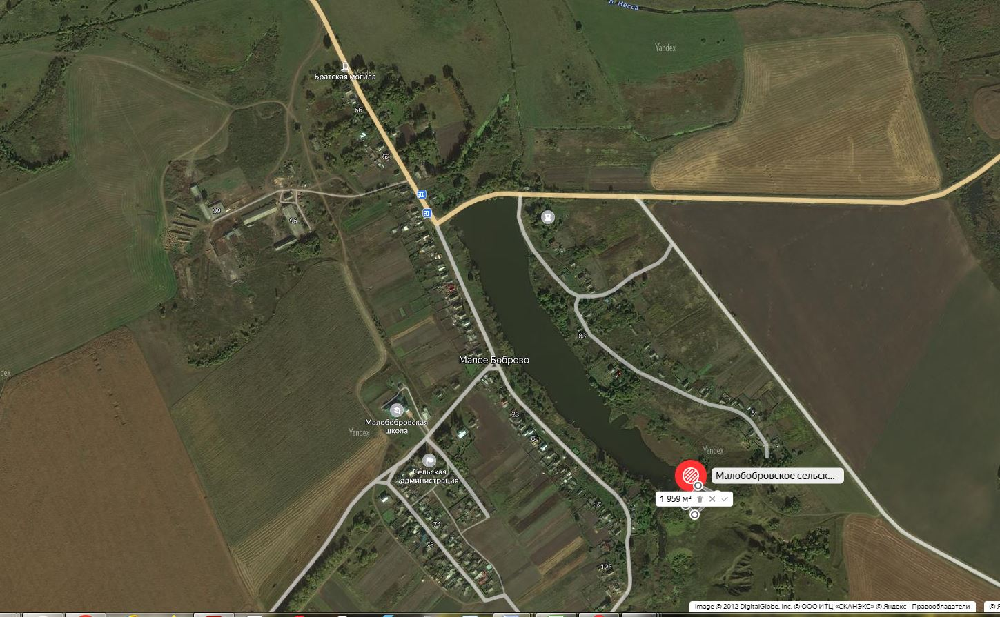 р. Несса
Yandex
Братская могила
Yandex
66
62
99
96
83
Малое Боброво
dex
5
Малобобровская
школа
23
Yandex
88
Yandex
Сельская
администрация
Малобобровское сельск...
1 959 м²
17
74
75
103
Image © 2012 DigitalGlobe, Inc. © ООО ИТЦ «СКАНЭКС» © Яндекс Правообладатели
©